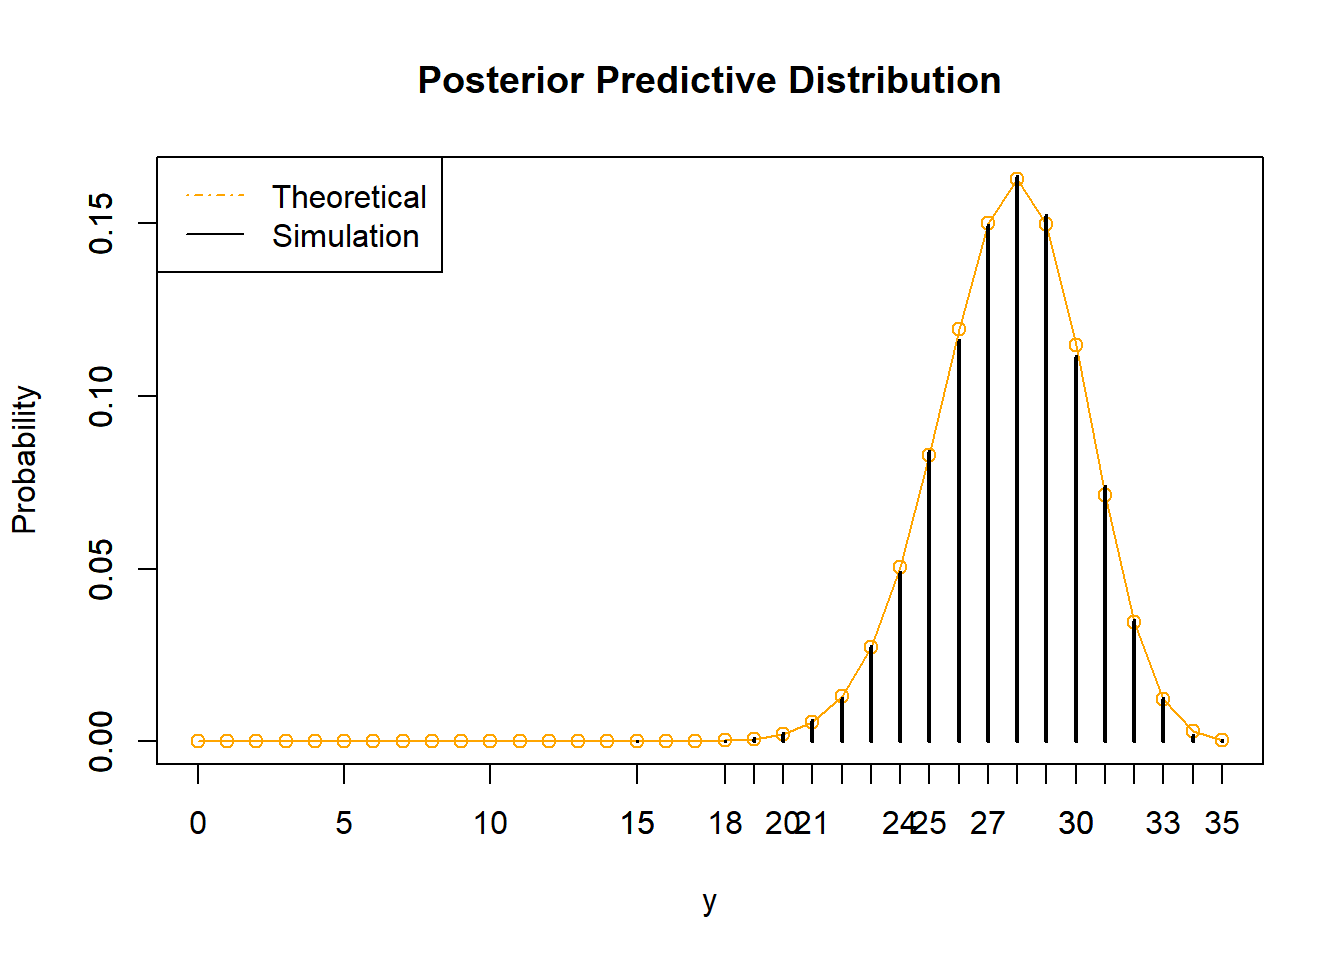 Posterior Predictive Distribution
Theoretical
Simulation
Probability
0.00
0.05
0.10
0.15
0 5 10 15 18 20 21 24 25 27 30 33 35
y